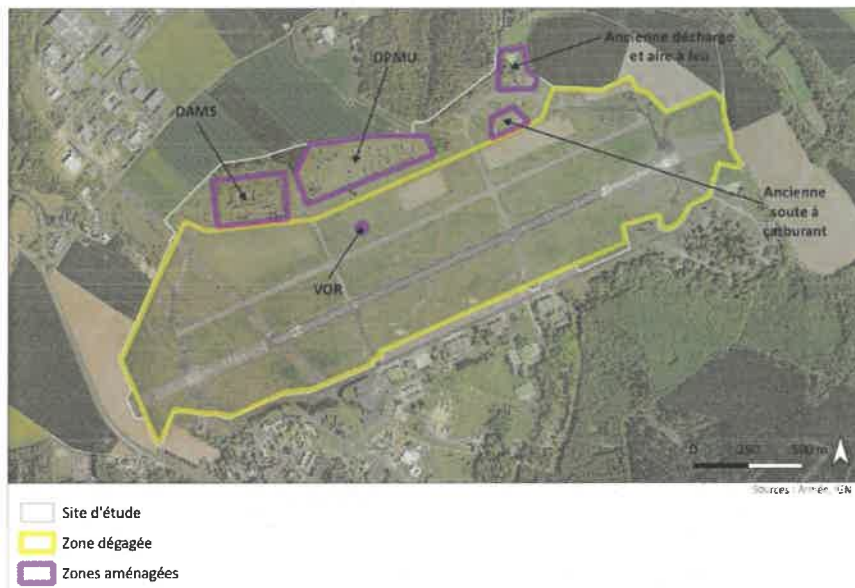 Ancienne décharge
et aire à feu
DPMU
DAMS
Ancienne
soute à
carburant
VOR
0 250 500 m
Sources : Armée, IGN
Site d'étude
Zone dégagée
Zones aménagées